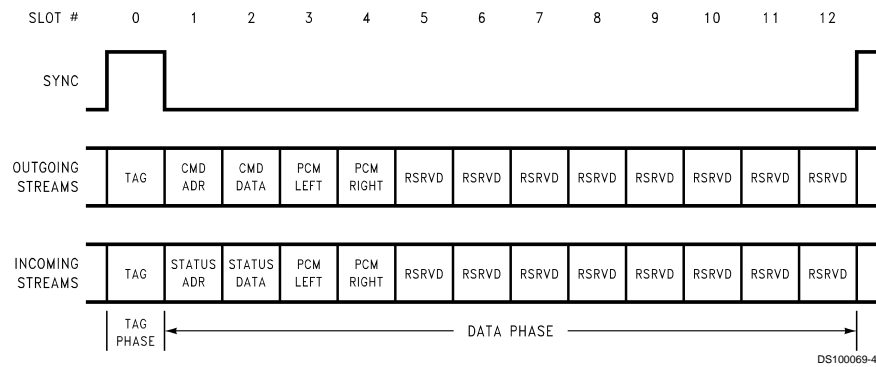 SLOT # 0 1 2 3 4 5 6 7 8 9 10 11 12
SYNC
OUTGOING STREAMS
TAG
CMD ADR
CMD DATA
PCM LEFT
PCM RIGHT
RSRVD RSRVD RSRVD RSRVD RSRVD RSRVD RSRVD RSRVD
INCOMING STREAMS
TAG
STATUS ADR
STATUS DATA
PCM LEFT
PCM RIGHT
RSRVD RSRVD RSRVD RSRVD RSRVD RSRVD RSRVD RSRVD
TAG PHASE
DATA PHASE
DS100069-4